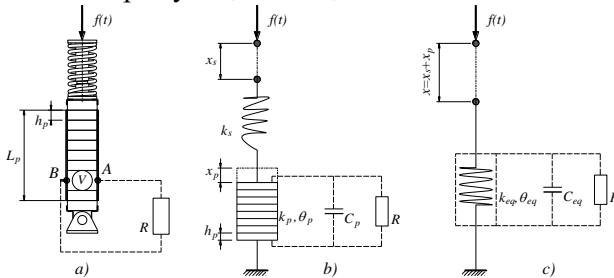 f(t)
h_p
L_p
B
V
A
R
a)
f(t)
x_s
k_s
x_p
h_p
k_p, θ_p
C_p
R
b)
f(t)
x=x_s+x_p
k_eq, θ_eq
C_eq
c)